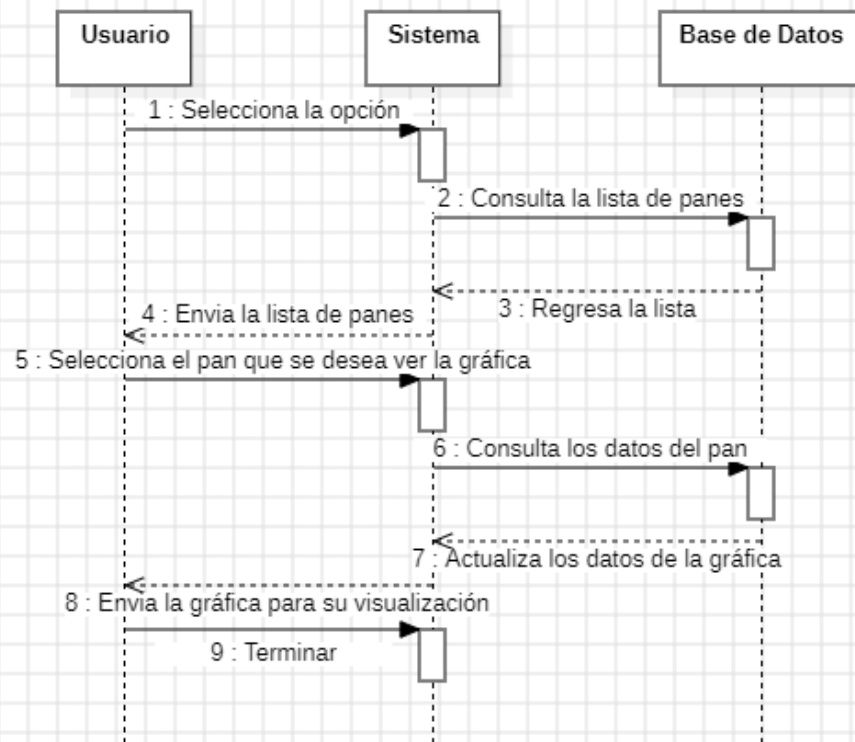 Usuario
Sistema
Base de Datos
1 : Selecciona la opción
2 : Consulta la lista de panes
3 : Regresa la lista
4 : Envia la lista de panes
5 : Selecciona el pan que se desea ver la gráfica
6 : Consulta los datos del pan
7 : Actualiza los datos de la gráfica
8 : Envia la gráfica para su visualización
9 : Terminar